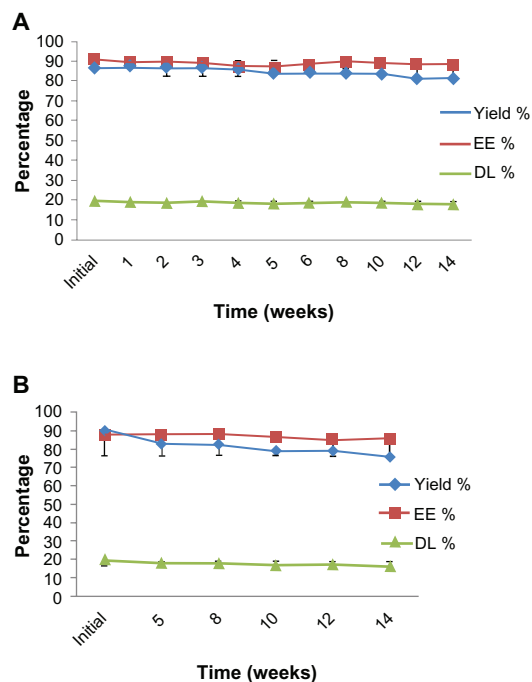 A
Percentage
100
90
80
70
60
50
40
30
20
10
0
Initial
1
2
3
4
5
6
8
10
12
14
Time (weeks)
Yield %
EE %
DL %
B
Percentage
100
90
80
70
60
50
40
30
20
10
0
Initial
5
8
10
12
14
Time (weeks)
Yield %
EE %
DL %